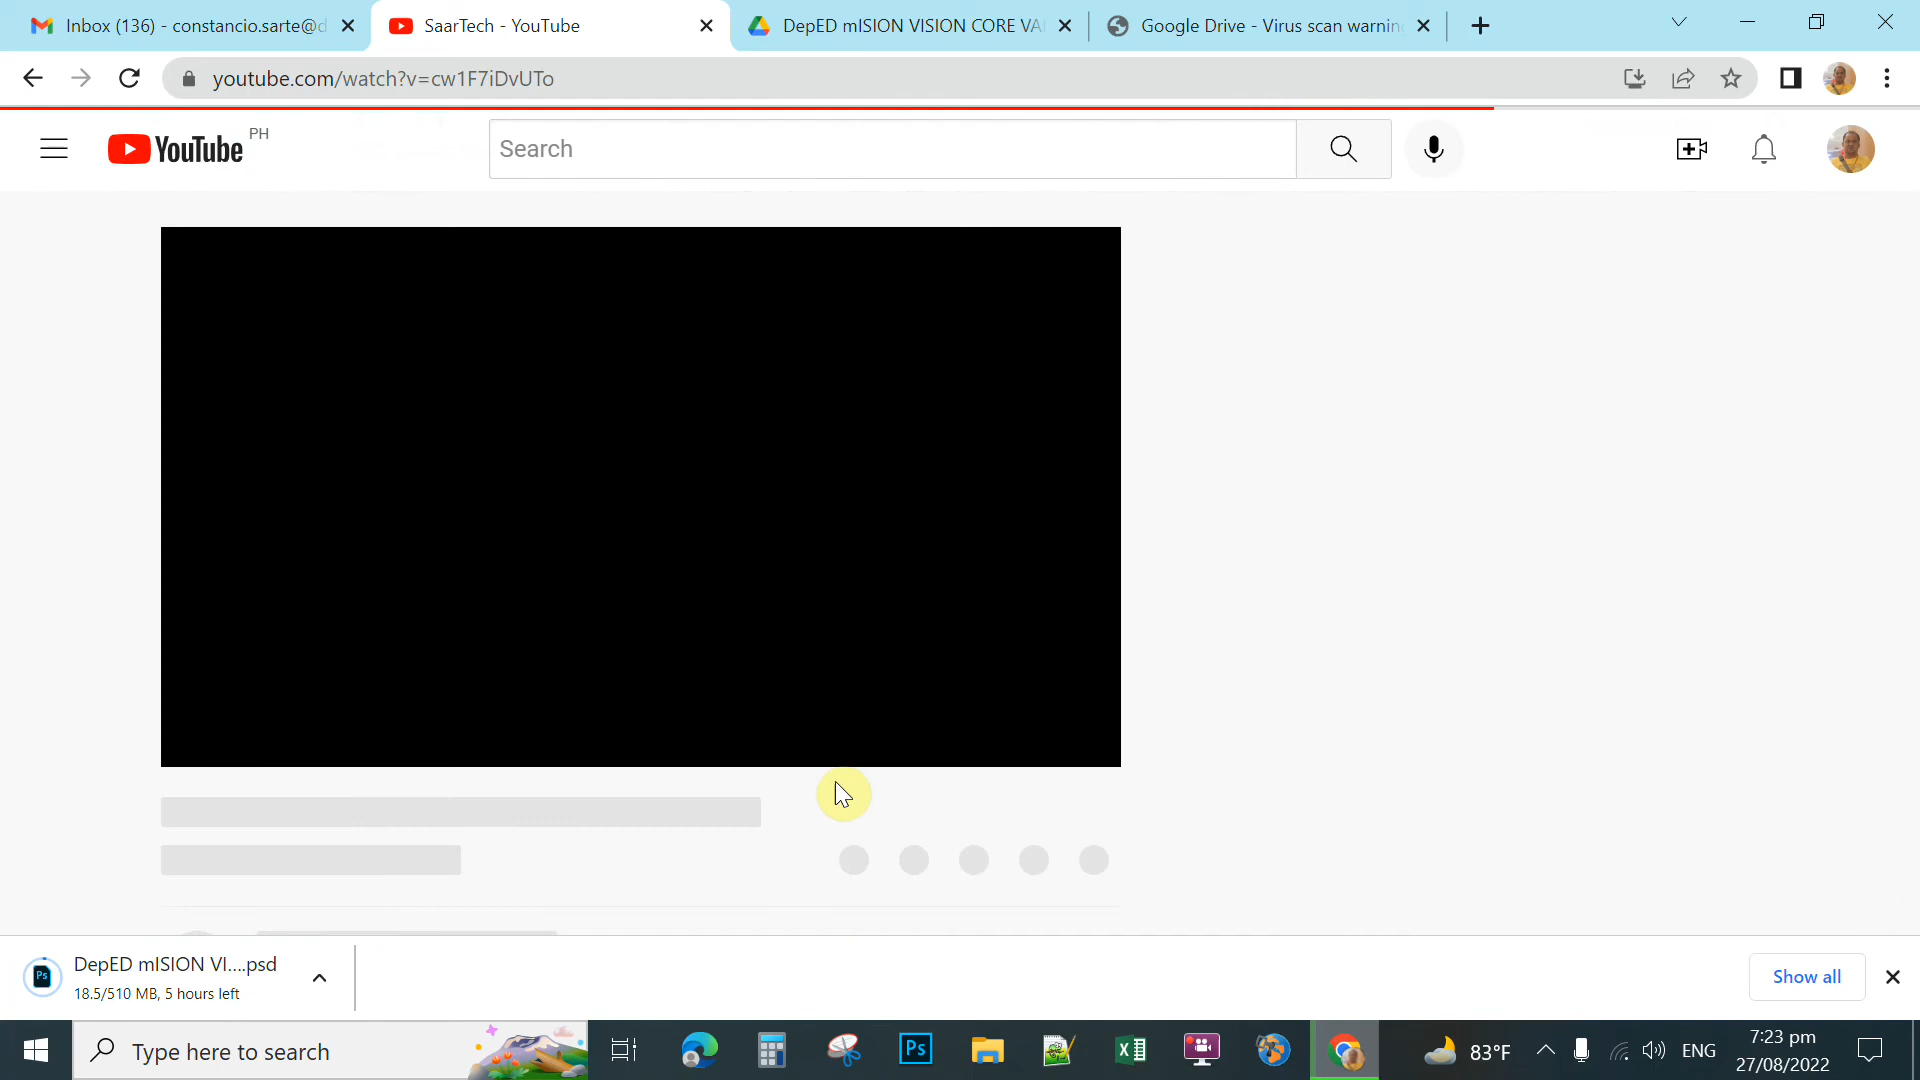 Inbox (136) - constancio.sarte@d
SaarTech - YouTube
DepED mISION VISION CORE VA
Google Drive - Virus scan warnin
youtube.com/watch?v=cw1F7iDvUTo
YouTube PH
Search
DepED mISION VI....psd
18.5/510 MB, 5 hours left
Show all
Type here to search
Ps
83°F
ENG
7:23 pm
27/08/2022